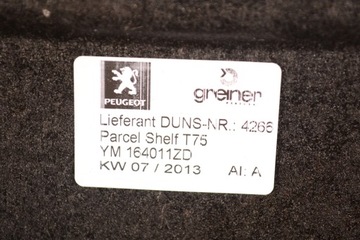 PEUGEOT
greiner
Lieferant DUNS-NR.: 4266
Parcel Shelf T75
YM 164011ZD
KW 07 / 2013 AI: A